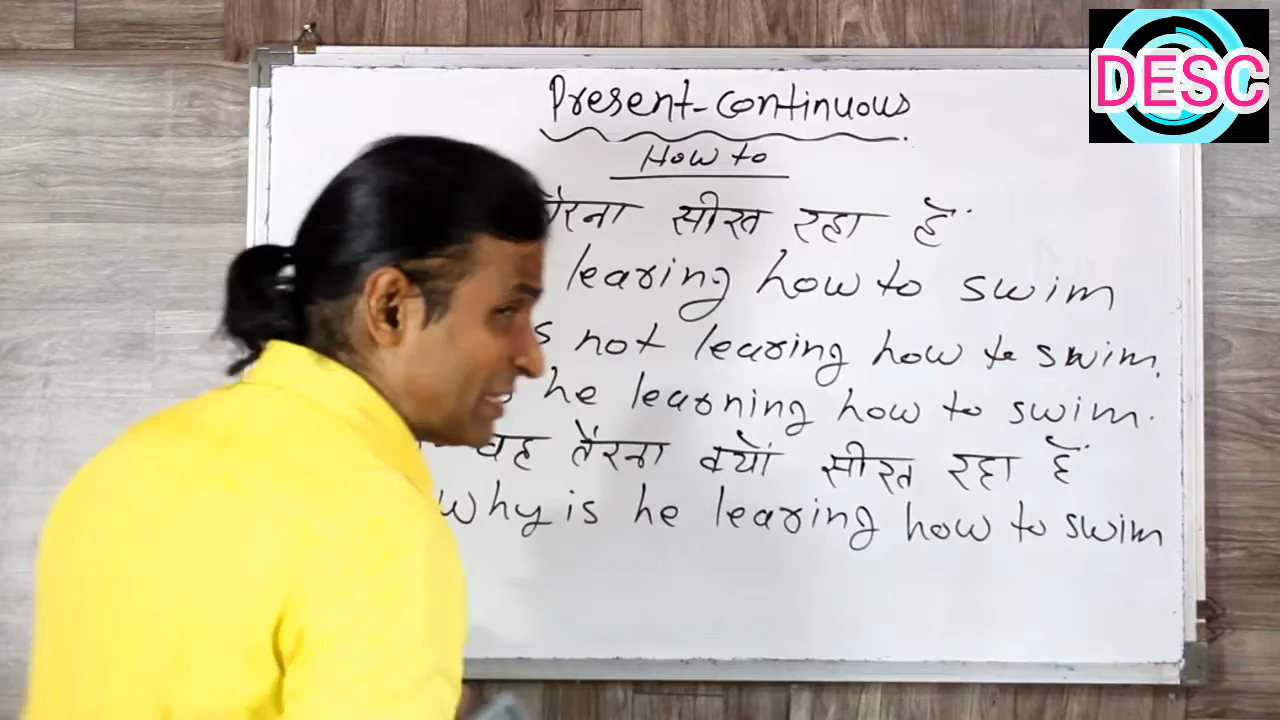 DESC
Present-continuous
How to
तैरना सीख रहा हैं
learing how to swim
is not learing how to swim.
he learning how to swim.
वह तैरना क्यों सीख रहा हैं
Why is he learing how to swim